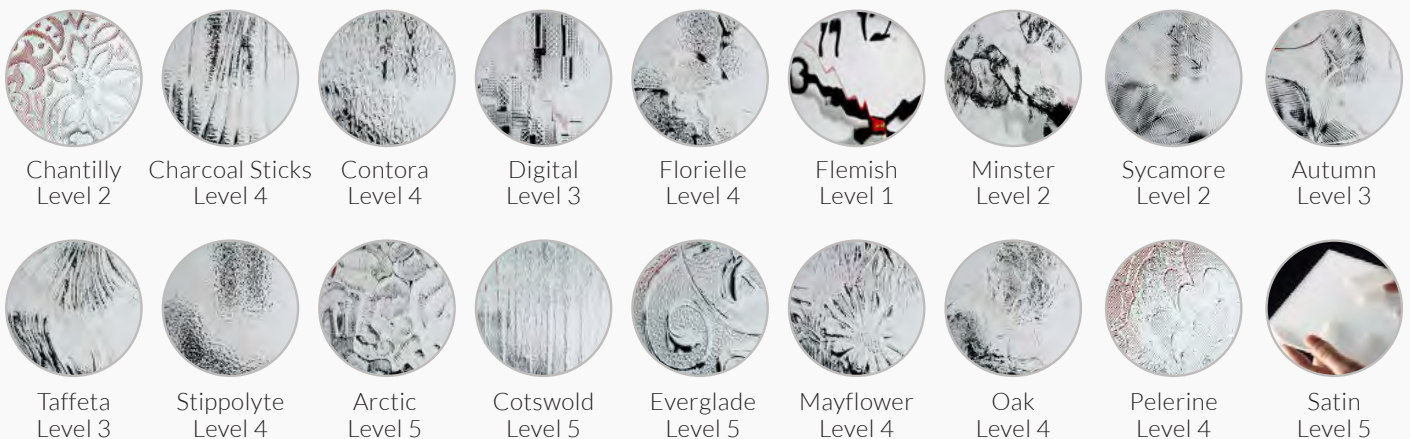 Chantilly
Level 2
Charcoal Sticks
Level 4
Contora
Level 4
Digital
Level 3
Florielle
Level 4
Flemish
Level 1
Minster
Level 2
Sycamore
Level 2
Autumn
Level 3
Taffeta
Level 3
Stippolyte
Level 4
Arctic
Level 5
Cotswold
Level 5
Everglade
Level 5
Mayflower
Level 4
Oak
Level 4
Pelerine
Level 4
Satin
Level 5